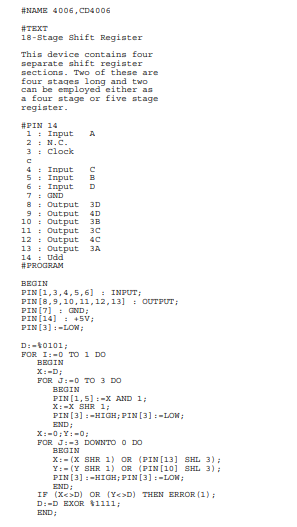 #NAME 4006,CD4006
#TEXT
18-Stage Shift Register
This device contains four
separate shift register
sections. Two of these are
four stages long and two
can be employed either as
a four stage or five stage
register.
#PIN 14
1 : Input A
2 : N.C.
3 : Clock
c
4 : Input C
5 : Input B
6 : Input D
7 : GND
8 : Output 3D
9 : Output 4D
10 : Output 3B
11 : Output 3C
12 : Output 4C
13 : Output 3A
14 : Udd
#PROGRAM
BEGIN
PIN[1,3,4,5,6] : INPUT;
PIN[8,9,10,11,12,13] : OUTPUT;
PIN[7] : GND;
PIN[14] : +5V;
PIN[3]:=LOW;
D:=%0101;
FOR I:=0 TO 1 DO
BEGIN
X:=D;
FOR J:=0 TO 3 DO
BEGIN
PIN[1,5]:=X AND 1;
X:=X SHR 1;
PIN[3]:=HIGH;PIN[3]:=LOW;
END;
X:=0;Y:=0;
FOR J:=3 DOWNTO 0 DO
BEGIN
X:=(X SHR 1) OR (PIN[13] SHL 3);
Y:=(Y SHR 1) OR (PIN[10] SHL 3);
PIN[3]:=HIGH;PIN[3]:=LOW;
END;
IF (X<>D) OR (Y<>D) THEN ERROR(1);
D:=D EXOR %1111;
END;